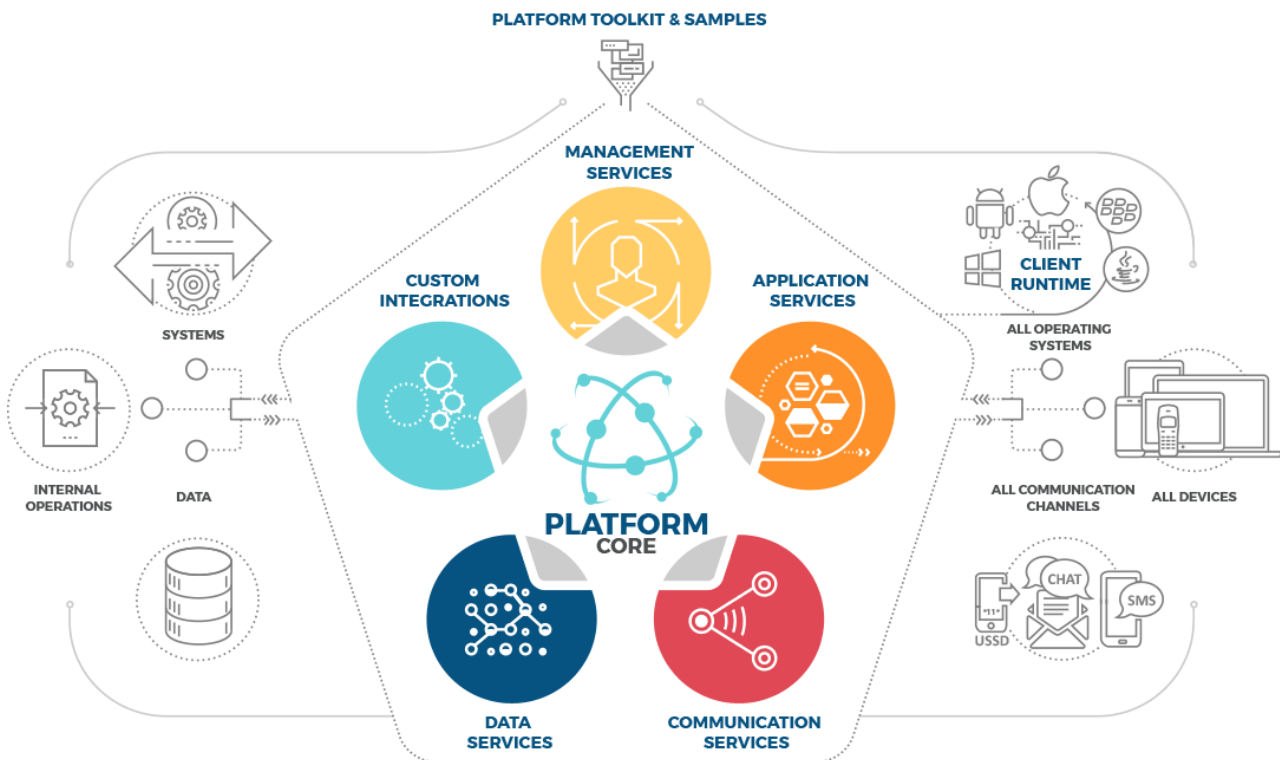 PLATFORM TOOLKIT & SAMPLES
MANAGEMENT
SERVICES
CUSTOM
INTEGRATIONS
APPLICATION
SERVICES
CLIENT
RUNTIME
SYSTEMS
ALL OPERATING
SYSTEMS
INTERNAL
OPERATIONS
DATA
ALL COMMUNICATION
CHANNELS
ALL DEVICES
PLATFORM
CORE
CHAT
SMS
*11*
USSD
DATA
SERVICES
COMMUNICATION
SERVICES